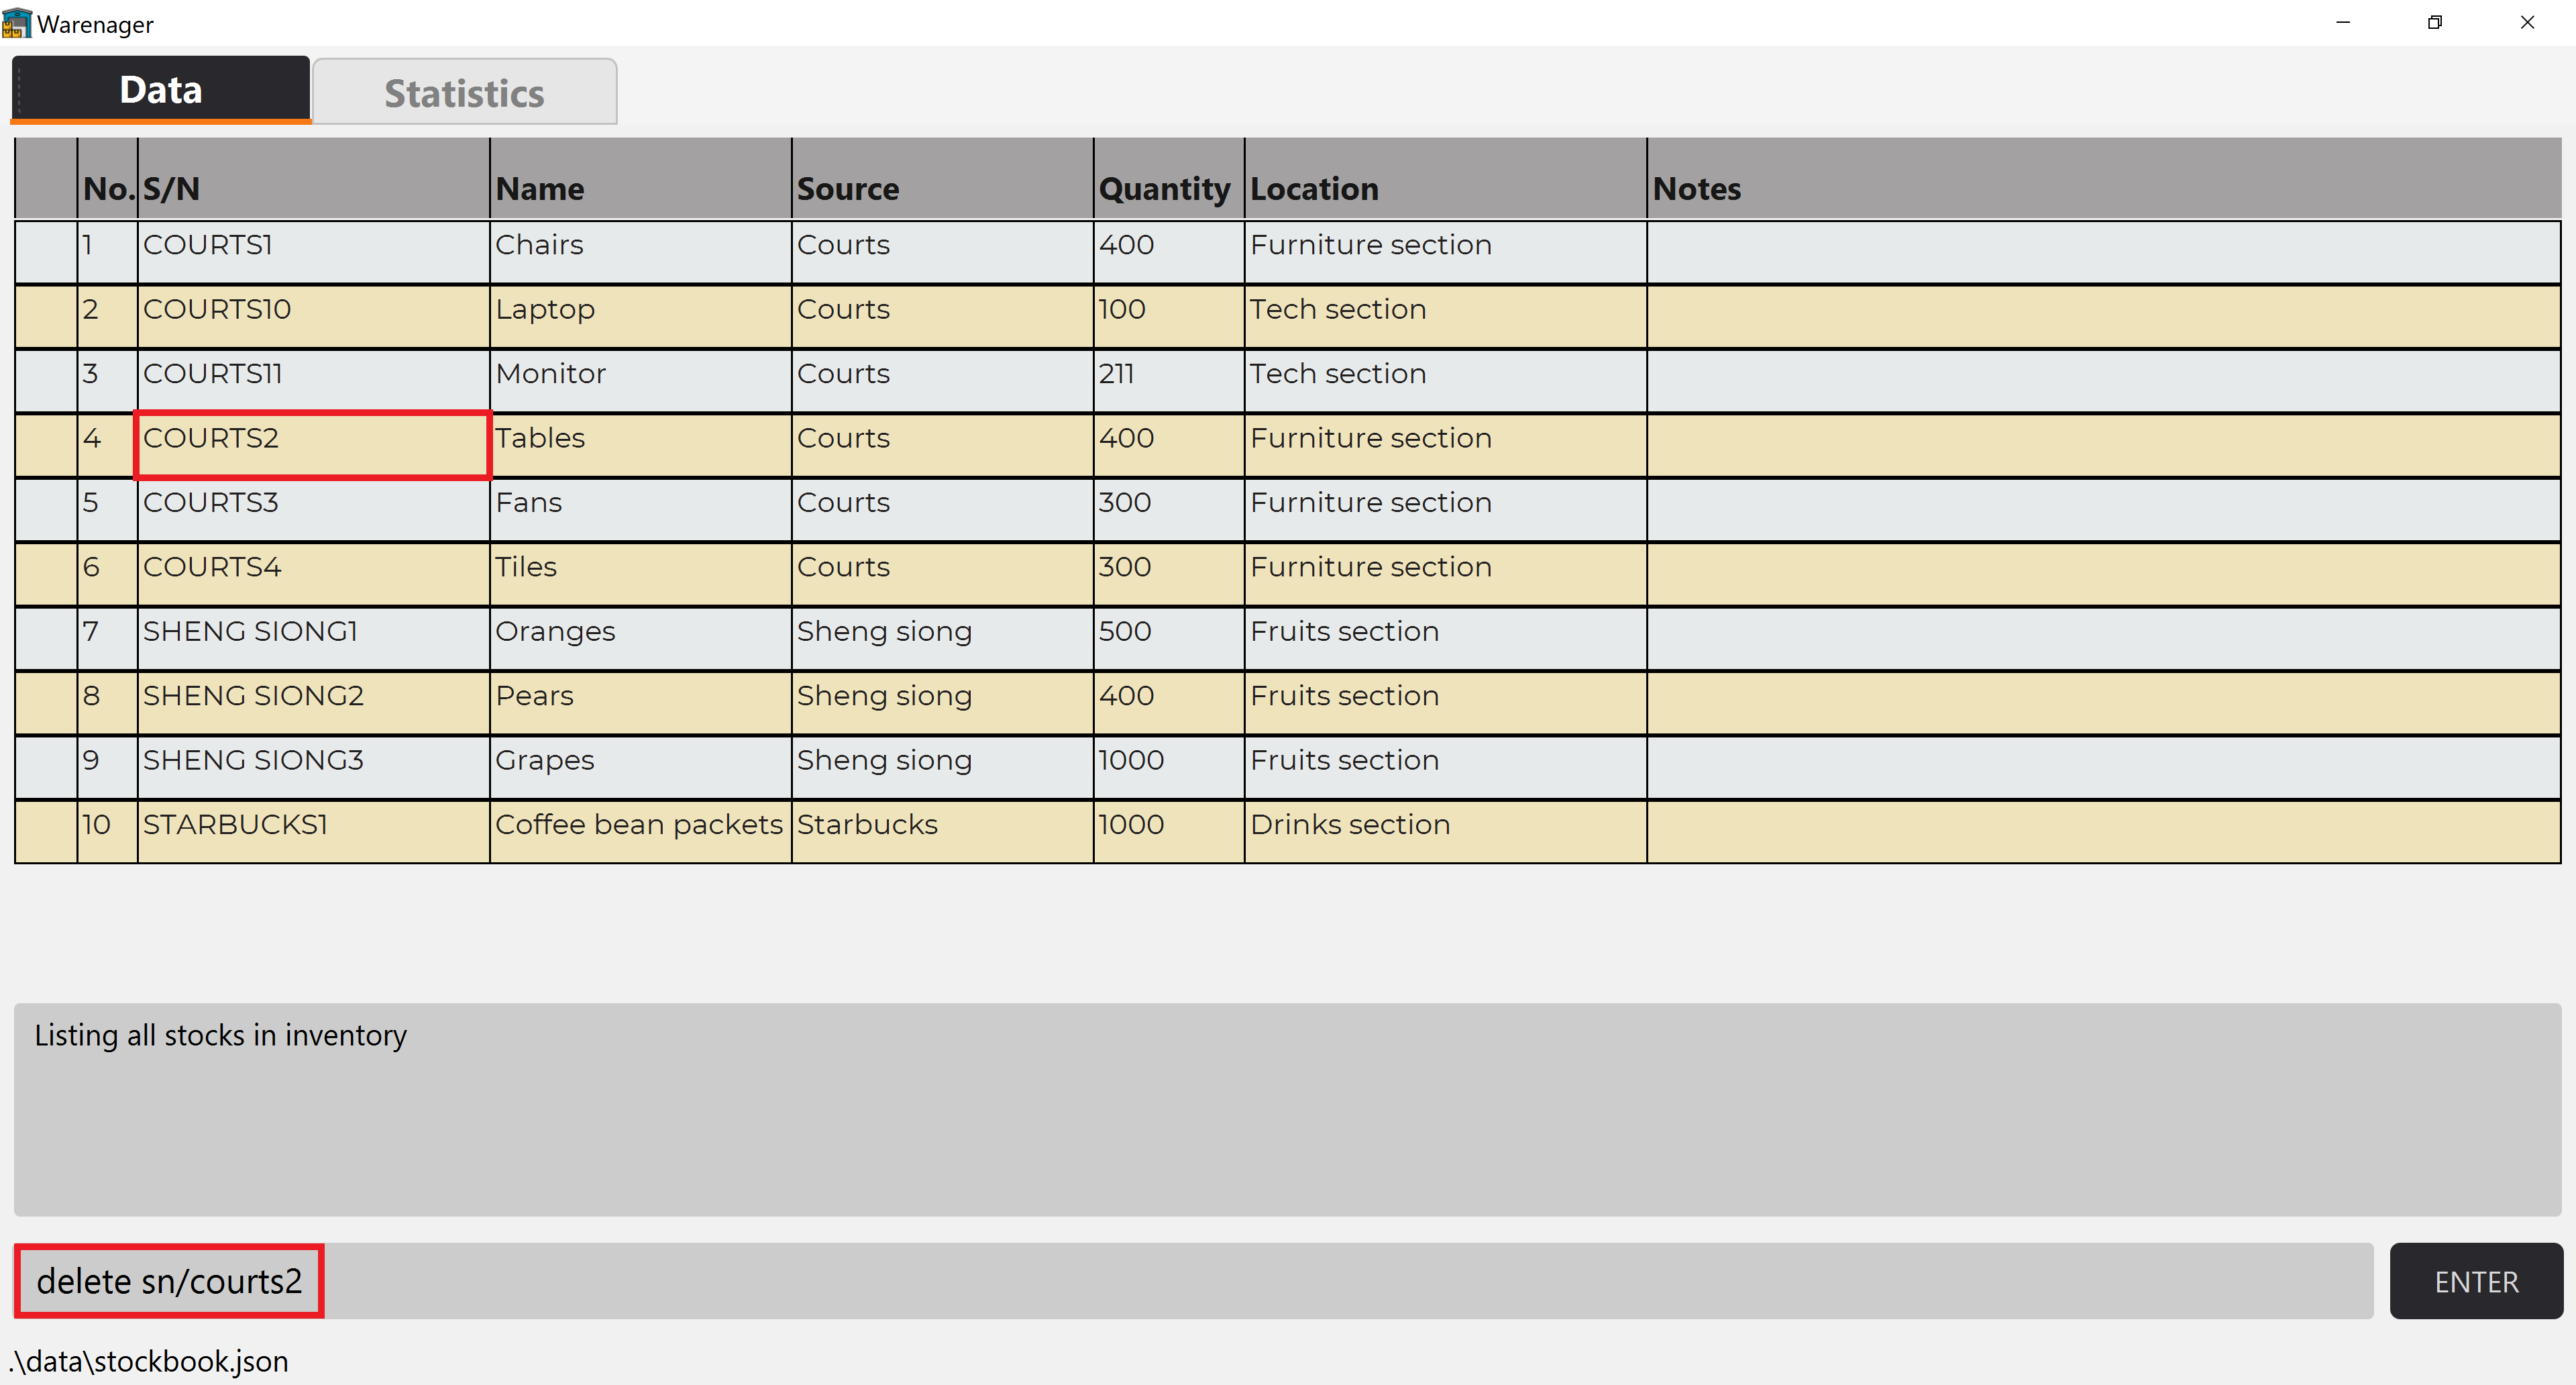 Warenager
Data Statistics
No. S/N Name Source Quantity Location Notes
1 COURTS1 Chairs Courts 400 Furniture section
2 COURTS10 Laptop Courts 100 Tech section
3 COURTS11 Monitor Courts 211 Tech section
4 COURTS2 Tables Courts 400 Furniture section
5 COURTS3 Fans Courts 300 Furniture section
6 COURTS4 Tiles Courts 300 Furniture section
7 SHENG SIONG1 Oranges Sheng siong 500 Fruits section
8 SHENG SIONG2 Pears Sheng siong 400 Fruits section
9 SHENG SIONG3 Grapes Sheng siong 1000 Fruits section
10 STARBUCKS1 Coffee bean packets Starbucks 1000 Drinks section
Listing all stocks in inventory
delete sn/courts2 ENTER
.\data\stockbook.json